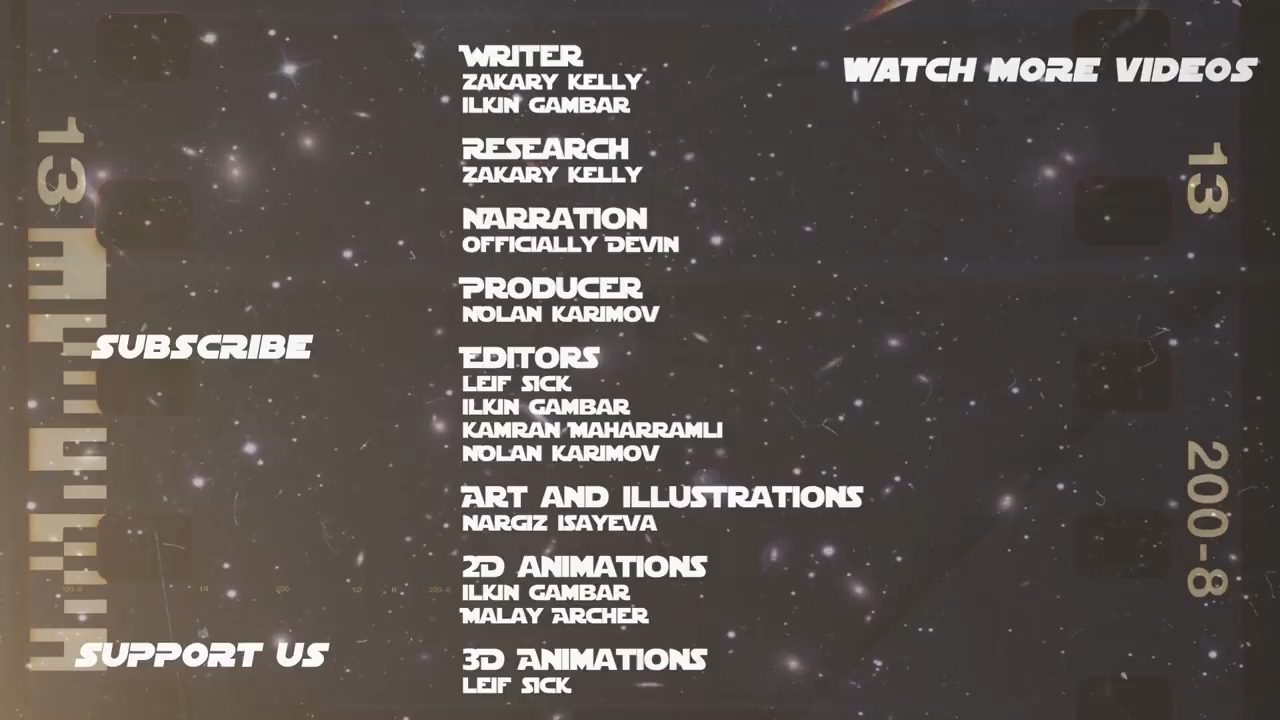 WRITER
ZAKARY KELLY
ILKIN GAMBAR
RESEARCH
ZAKARY KELLY
NARRATION
OFFICIALLY DEVIN
PRODUCER
NOLAN KARIMOV
EDITORS
LEIF SICK
ILKIN GAMBAR
KAMRAN MAHARRAMLI
NOLAN KARIMOV
ART AND ILLUSTRATIONS
NARGIZ ISAYEVA
2D ANIMATIONS
ILKIN GAMBAR
MALAY ARCHER
3D ANIMATIONS
LEIF SICK
WATCH MORE VIDEOS
SUBSCRIBE
SUPPORT US
13
13
200-8
14
200